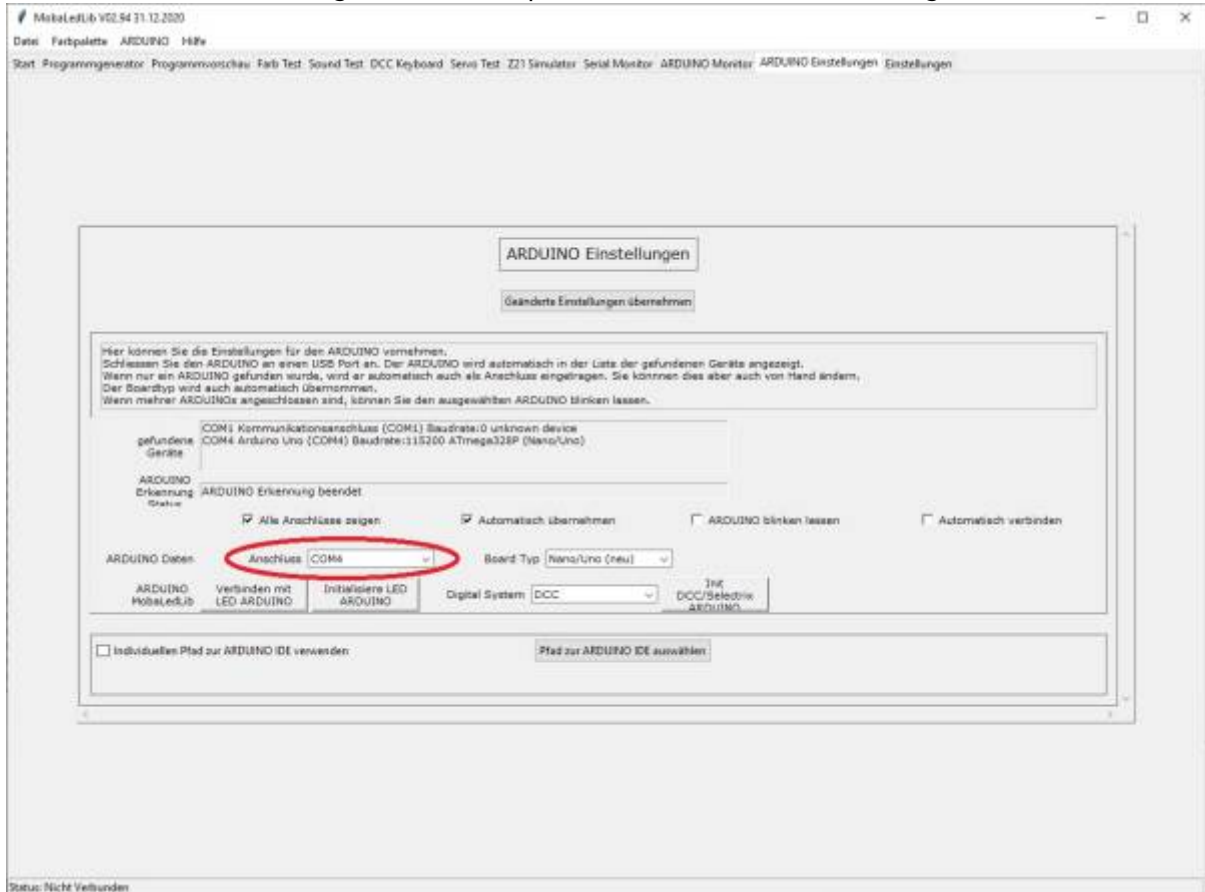 MobaLedLib V02.94 31.12.2020
Datei Farbpalette ARDUINO Hilfe
Start Programmgenerator Programmvorschau Farb Test Sound Test DCC Keyboard Servo Test Z21 Simulator Serial Monitor ARDUINO Monitor ARDUINO Einstellungen Einstellungen
ARDUINO Einstellungen
Geänderte Einstellungen übernehmen
Hier können Sie die Einstellungen für den ARDUINO vornehmen.
Schliessen Sie den ARDUINO an einen USB Port an. Der ARDUINO wird automatisch in der Liste der gefundenen Geräte angezeigt.
Wenn nur ein ARDUINO gefunden wurde, wird er automatisch auch als Anschluss eingetragen. Sie könnnen dies aber auch von Hand ändern.
Der Boardtyp wird auch automatisch übernommen.
Wenn mehrer ARDUINOs angeschlossen sind, können Sie den ausgewählten ARDUINO blinken lassen.
gefundene Geräte
COM1 Kommunikationsanschluss (COM1) Baudrate:0 unknown device
COM4 Arduino Uno (COM4) Baudrate:115200 ATmega328P (Nano/Uno)
ARDUINO Erkennung Status
ARDUINO Erkennung beendet
Alle Anschlüsse zeigen Automatisch übernehmen ARDUINO blinken lassen Automatisch verbinden
ARDUINO Daten Anschluss COM4 Board Typ Nano/Uno (neu)
ARDUINO MobaLedLib
Verbinden mit LED ARDUINO
Initialisiere LED ARDUINO
Digital System DCC
Init DCC/Selectrix ARDUINO
Individuellen Pfad zur ARDUINO IDE verwenden Pfad zur ARDUINO IDE auswählen
Status: Nicht Verbunden